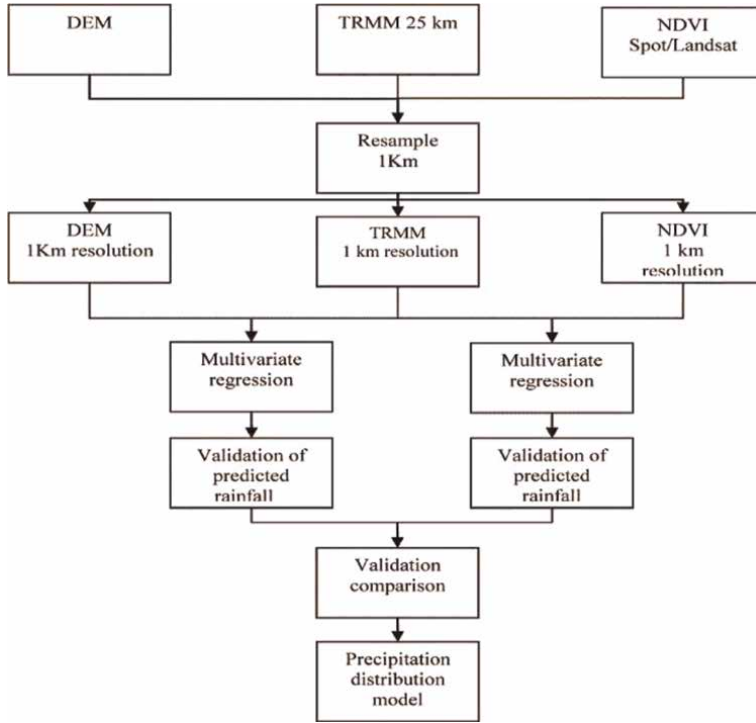 DEM
TRMM 25 km
NDVI
Spot/Landsat
Resample
1Km
DEM
1Km resolution
TRMM
1 km resolution
NDVI
1 km
resolution
Multivariate
regression
Multivariate
regression
Validation of
predicted
rainfall
Validation of
predicted
rainfall
Validation
comparison
Precipitation
distribution
model